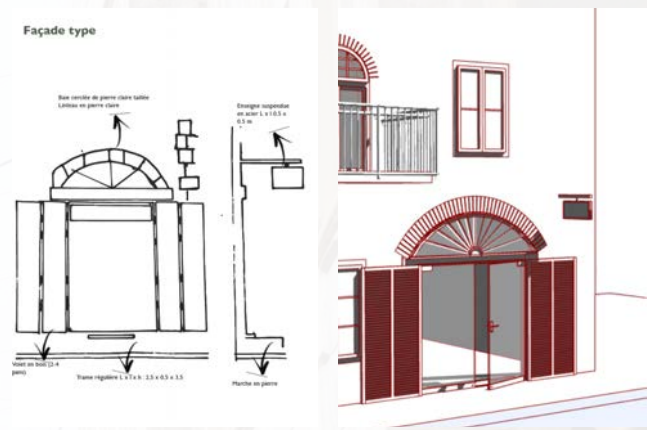 Façade type
Baie cerclée de pierre claire taillée
Linteau en pierre claire
Enseigne suspendue
en acier L x l 0.5 x
0.5 m
Volet en bois (2-4
pans)
Trame régulière L x l x h : 2,5 x 0.5 x 3,5
Marche en pierre